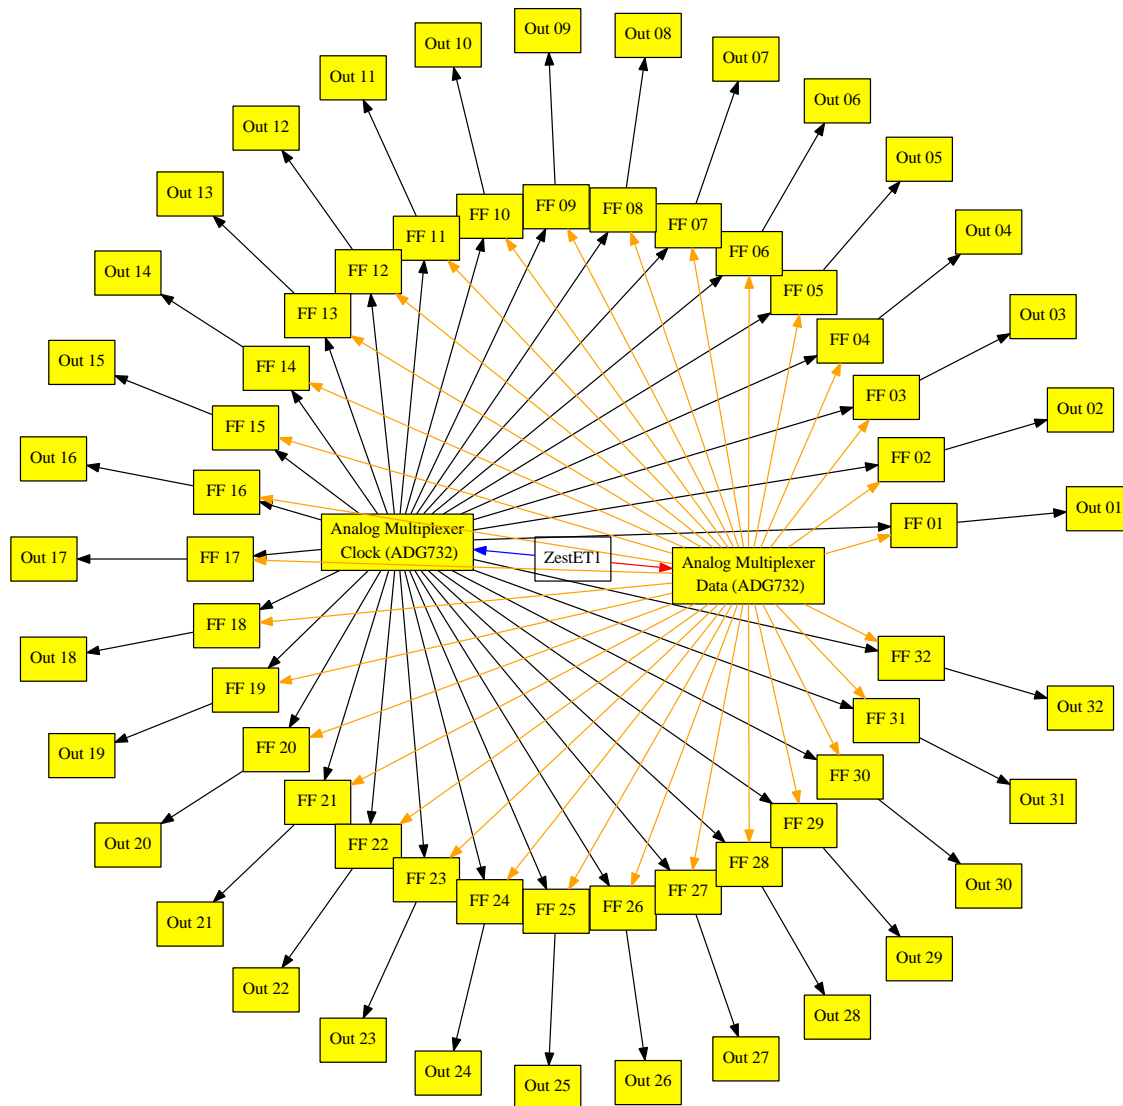 Out 09
Out 08
Out 10
Out 07
Out 11
Out 06
Out 12
Out 05
Out 13
FF 09
FF 08
FF 10
FF 07
Out 04
FF 11
FF 06
Out 14
FF 12
FF 05
FF 13
Out 03
FF 04
Out 15
FF 14
FF 03
Out 02
FF 15
Out 16
FF 02
FF 16
Out 01
FF 01
Analog Multiplexer
Clock (ADG732)
Out 17
FF 17
ZestET1
Analog Multiplexer
Data (ADG732)
FF 18
Out 18
FF 32
FF 19
Out 32
FF 31
Out 19
FF 20
FF 30
Out 31
FF 21
FF 29
Out 20
FF 22
FF 28
FF 23
Out 30
FF 27
FF 24
FF 26
FF 25
Out 21
Out 29
Out 22
Out 28
Out 23
Out 27
Out 24
Out 26
Out 25